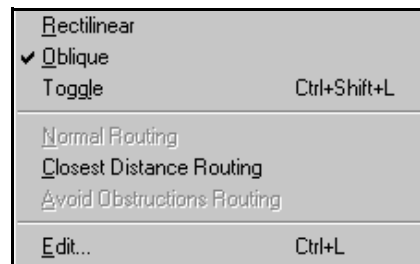 Rectilinear
Oblique
Toggle Ctrl+Shift+L
Normal Routing
Closest Distance Routing
Avoid Obstructions Routing
Edit... Ctrl+L